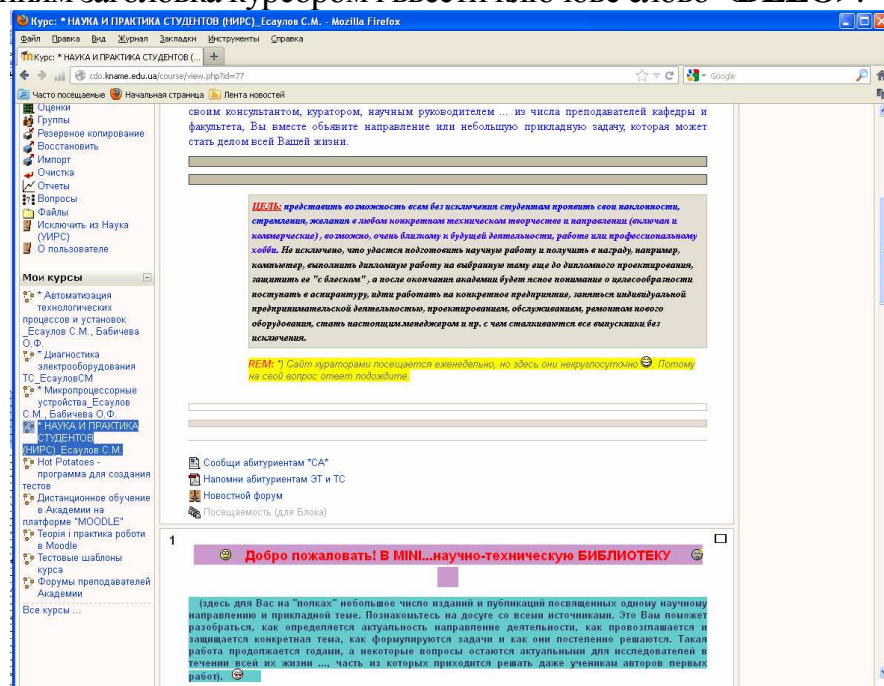 Курс: * НАУКА И ПРАКТИКА СТУДЕНТОВ (НИРС)_Есаулов С.М. - Mozilla Firefox
Файл Правка Вид Журнал Закладки Инструменты Справка
Курс: * НАУКА И ПРАКТИКА СТУДЕНТОВ (...
cdo.kname.edu.ua/course/view.php?id=77
Google
Часто посещаемые Начальная страница Лента новостей
Оценки
Группы
Резервное копирование
Восстановить
Импорт
Очистка
Отчеты
Вопросы
Файлы
Исключить из Наука
(УИРС)
О пользователе
Мои курсы
* Автоматизация
технологических
процессов и установок
_Есаулов С.М., Бабичева
О.Ф.
* Диагностика
электрооборудования
ТС_ЕсауловСМ
* Микропроцессорные
устройства_Есаулов
С.М., Бабичева О.Ф.
* НАУКА И ПРАКТИКА
СТУДЕНТОВ
(НИРС)_Есаулов С.М.
Hot Potatoes -
программа для создания
тестов
Дистанционное обучение
в Академии на
платформе "MOODLE"
Теорія і практика роботи
в Moodle
Тестовые шаблоны
курса
Форумы преподавателей
Академии
Все курсы ...
своим консультантом, куратором, научным руководителем ... из числа преподавателей кафедры и
факультета, Вы вместе объявите направление или небольшую прикладную задачу, которая может
стать делом всей Вашей жизни.
ЦЕЛЬ: представить возможность всем без исключения студентам проявить свои наклонности,
стремления, желания в любом конкретном техническом творчестве и направлении (включая и
коммерческие) , возможно, очень близкому к будущей деятельности, работе или профессиональному
хобби. Не исключено, что удастся подготовить научную работу и получить в награду, например,
компьютер, выполнить дипломную работу на выбранную тему еще до дипломного проектирования,
защитить ее "с блеском" , а после окончания академии будет ясное понимание о целесообразности
поступать в аспирантуру, идти работать на конкретное предприятие, заняться индивидуальной
предпринимательской деятельностью, проектированием, обслуживанием, ремонтом нового
оборудования, стать настоящим менеджером и пр. с чем сталкиваются все выпускники без
исключения.
REM: *) Сайт кураторами посещается еженедельно, но здесь они некруглосуточно . Потому
на свой вопрос ответ подождите.
Сообщи абитуриентам *СА*
Напомни абитуриентам ЭТ и ТС
Новостной форум
Посещаемость (для Блока)
1
Добро пожаловать! В MINI...научно-техническую БИБЛИОТЕКУ
(здесь для Вас на "полках" небольшое число изданий и публикаций посвященных одному научному
направлению и прикладной теме. Познакомьтесь на досуге со всеми источниками. Это Вам поможет
разобраться, как определяется актуальность направление деятельности, как провозглашается и
защищается конкретная тема, как формулируются задачи и как они постепенно решаются. Такая
работа продолжается годами, а некоторые вопросы остаются актуальными для исследователей в
течении всей их жизни ..., часть из которых приходится решать даже ученикам авторов первых
работ).